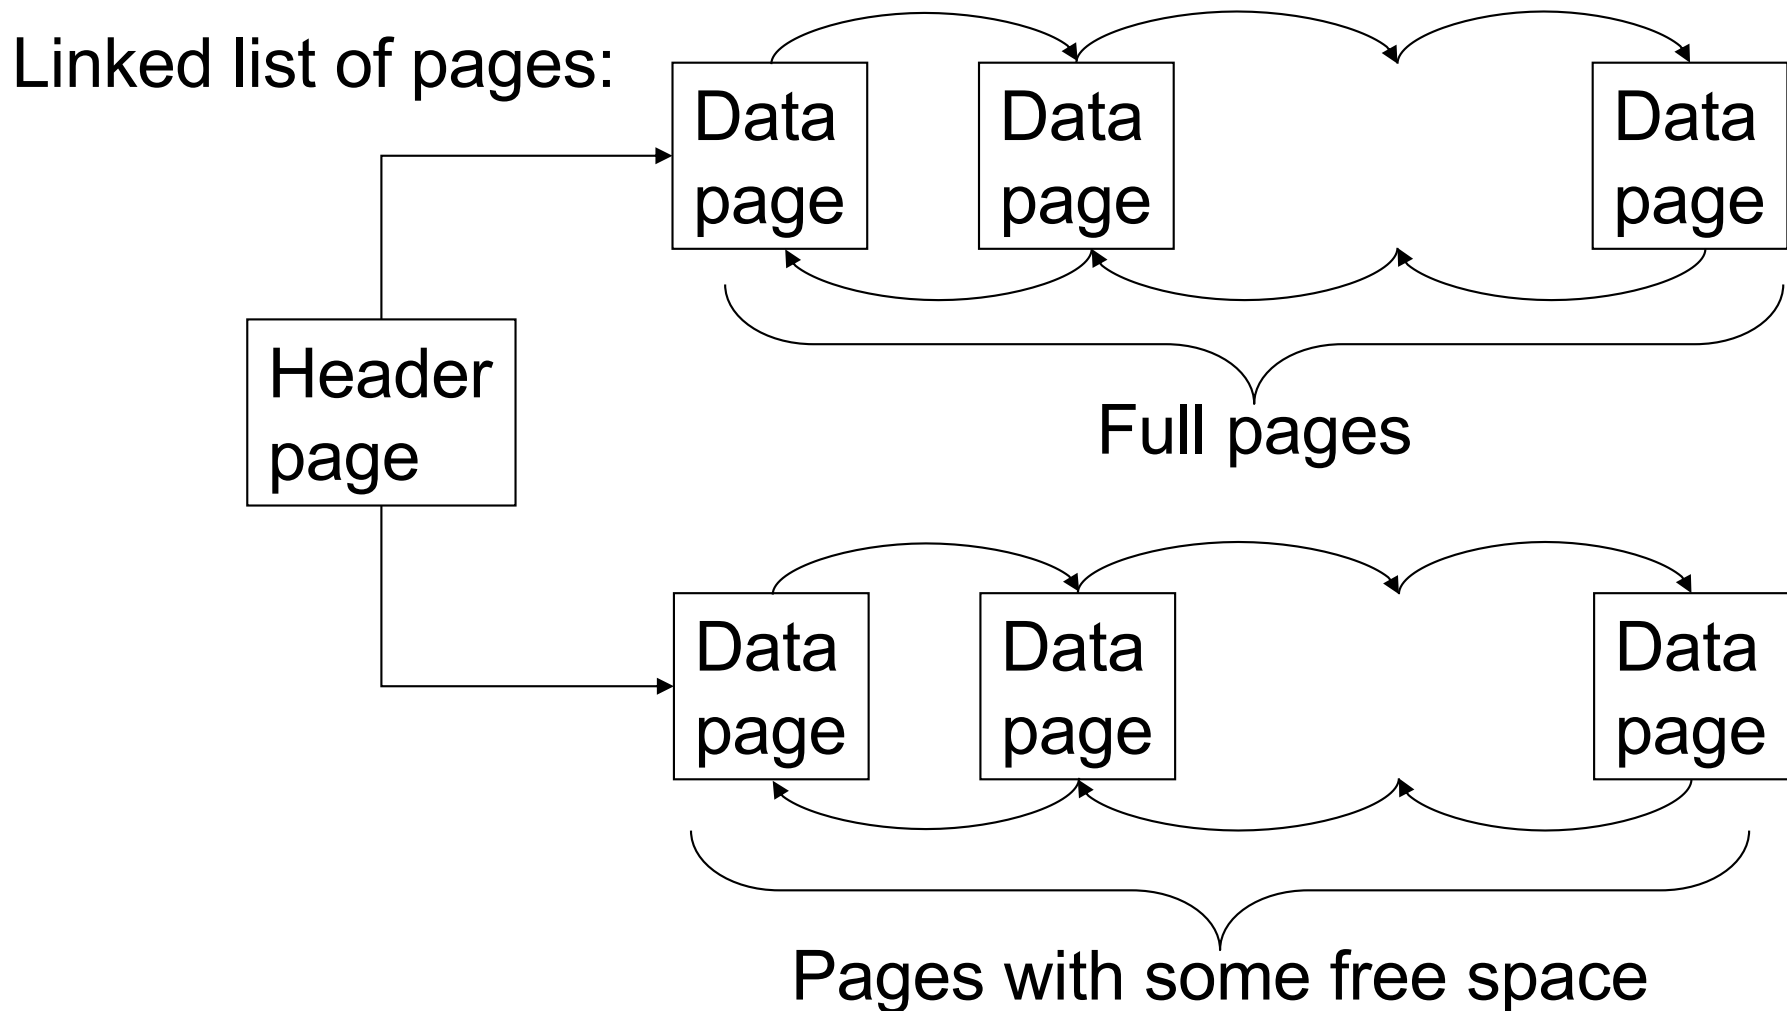 Linked list of pages:
Data
page
Data
page
Data
page
Header
page
Full pages
Data
page
Data
page
Data
page
Pages with some free space